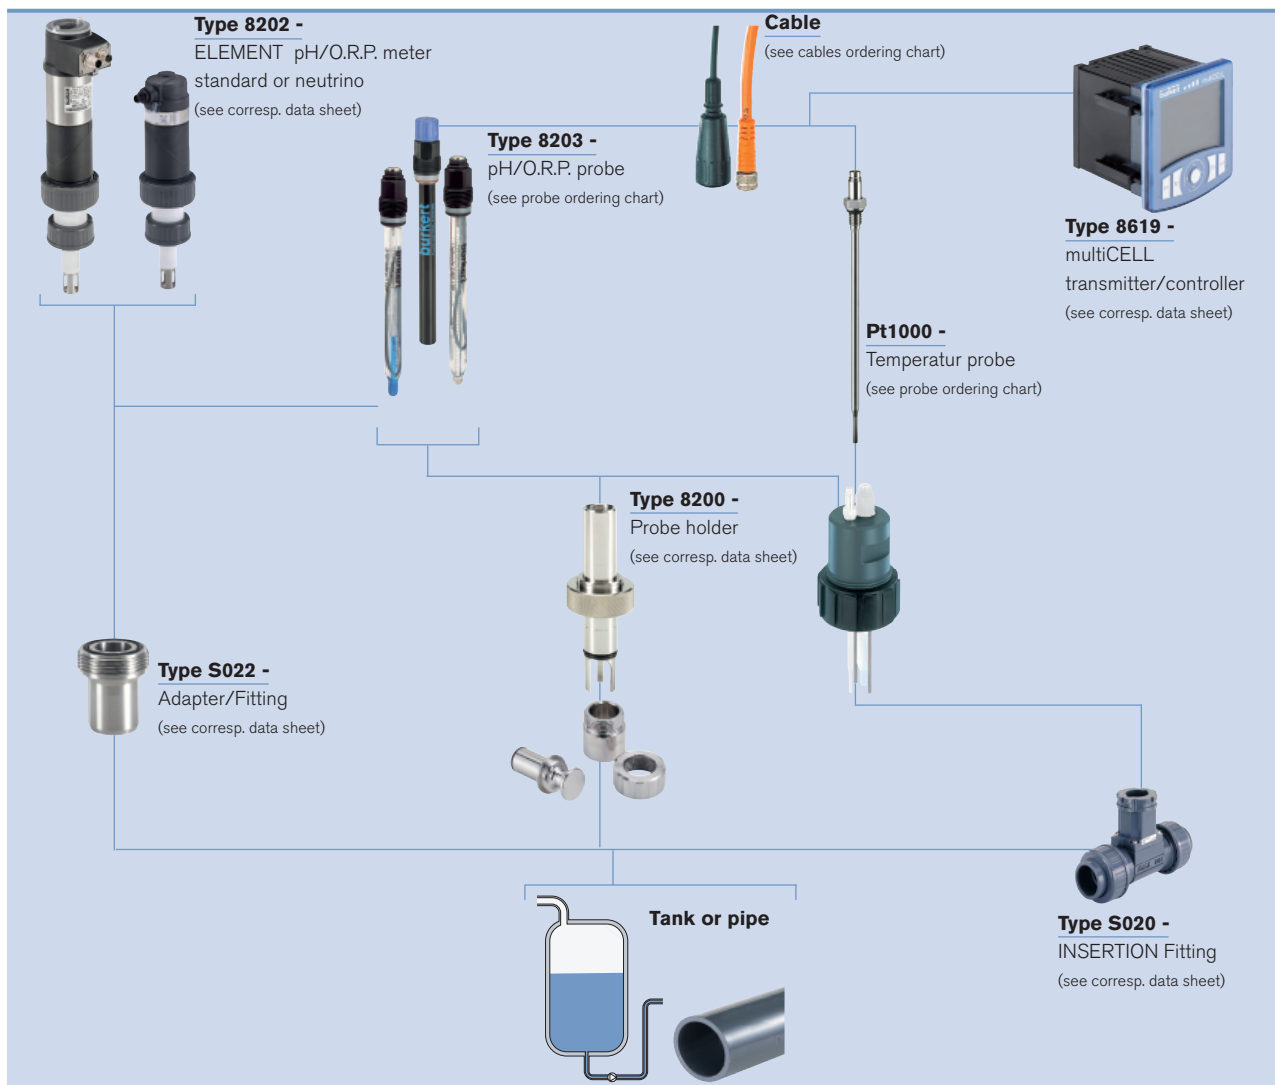 Type 8202 -
ELEMENT pH/O.R.P. meter
standard or neutrino
(see corresp. data sheet)
Cable
(see cables ordering chart)
Type 8203 -
pH/O.R.P. probe
(see probe ordering chart)
burkert
Type 8619 -
multiCELL
transmitter/controller
(see corresp. data sheet)
Pt1000 -
Temperatur probe
(see probe ordering chart)
Type 8200 -
Probe holder
(see corresp. data sheet)
Type S022 -
Adapter/Fitting
(see corresp. data sheet)
Type S020 -
INSERTION Fitting
(see corresp. data sheet)
Tank or pipe